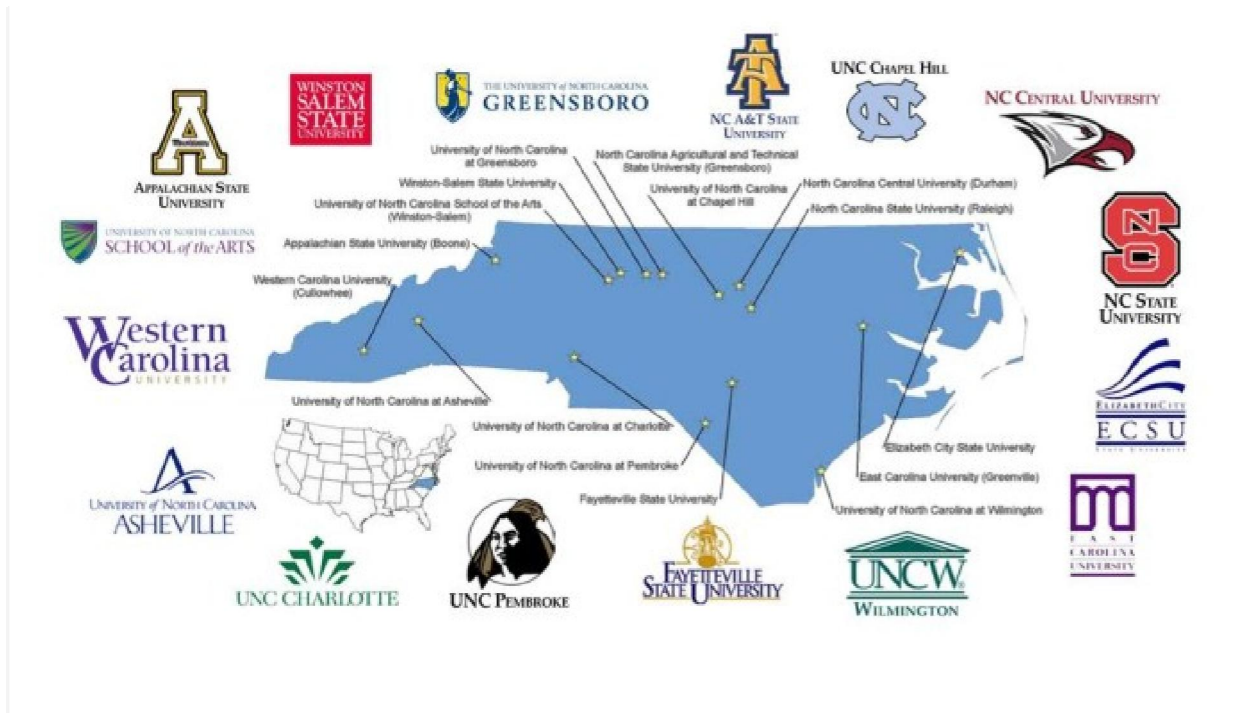 WINSTON
SALEM
STATE
UNIVERSITY
THE UNIVERSITY of NORTH CAROLINA
GREENSBORO
NC A&T STATE
UNIVERSITY
UNC CHAPEL HILL
NC CENTRAL UNIVERSITY
APPALACHIAN STATE
UNIVERSITY
University of North Carolina
at Greensboro
North Carolina Agricultural and Technical
State University (Greensboro)
Winston-Salem State University
University of North Carolina
at Chapel Hill
North Carolina Central University (Durham)
University of North Carolina School of the Arts
(Winston-Salem)
North Carolina State University (Raleigh)
UNIVERSITY OF NORTH CAROLINA
SCHOOL of the ARTS
Appalachian State University (Boone)
Western Carolina University
(Cullowhee)
NC STATE
UNIVERSITY
Western
Carolina
UNIVERSITY
University of North Carolina at Asheville
ELIZABETH CITY
ECSU
STATE UNIVERSITY
University of North Carolina at Charlotte
Elizabeth City State University
University of North Carolina at Pembroke
East Carolina University (Greenville)
Fayetteville State University
University of North Carolina at Wilmington
UNIVERSITY of NORTH CAROLINA
ASHEVILLE
EAST
CAROLINA
UNIVERSITY
UNC CHARLOTTE
UNC PEMBROKE
FAYETTEVILLE
STATE UNIVERSITY
UNCW
WILMINGTON